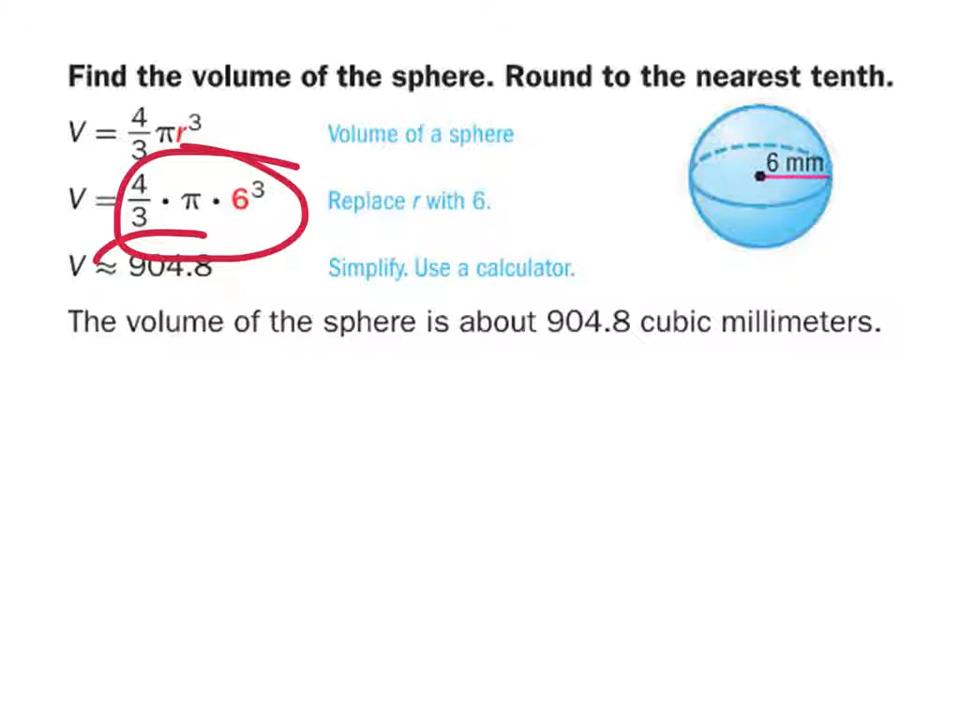 Find the volume of the sphere. Round to the nearest tenth.
V = 4/3 πr³ Volume of a sphere
6 mm
V = 4/3 · π · 6³ Replace r with 6.
V ≈ 904.8 Simplify. Use a calculator.
The volume of the sphere is about 904.8 cubic millimeters.